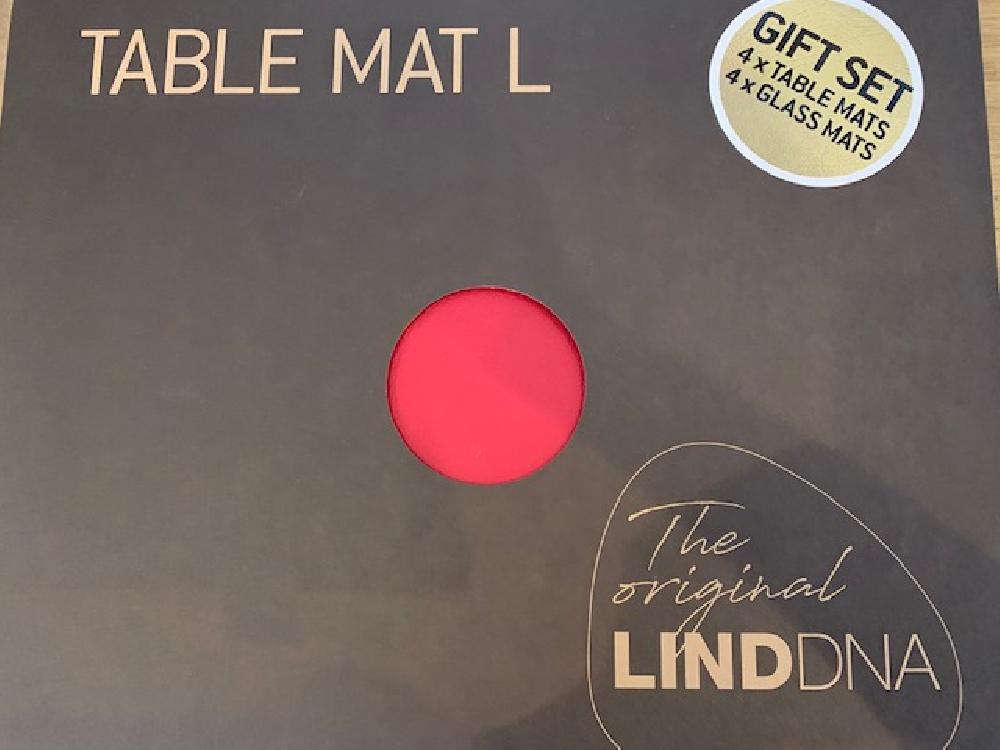 TABLE MAT L
GIFT SET
4 x TABLE MATS
4 x GLASS MATS
The
original
LINDDNA